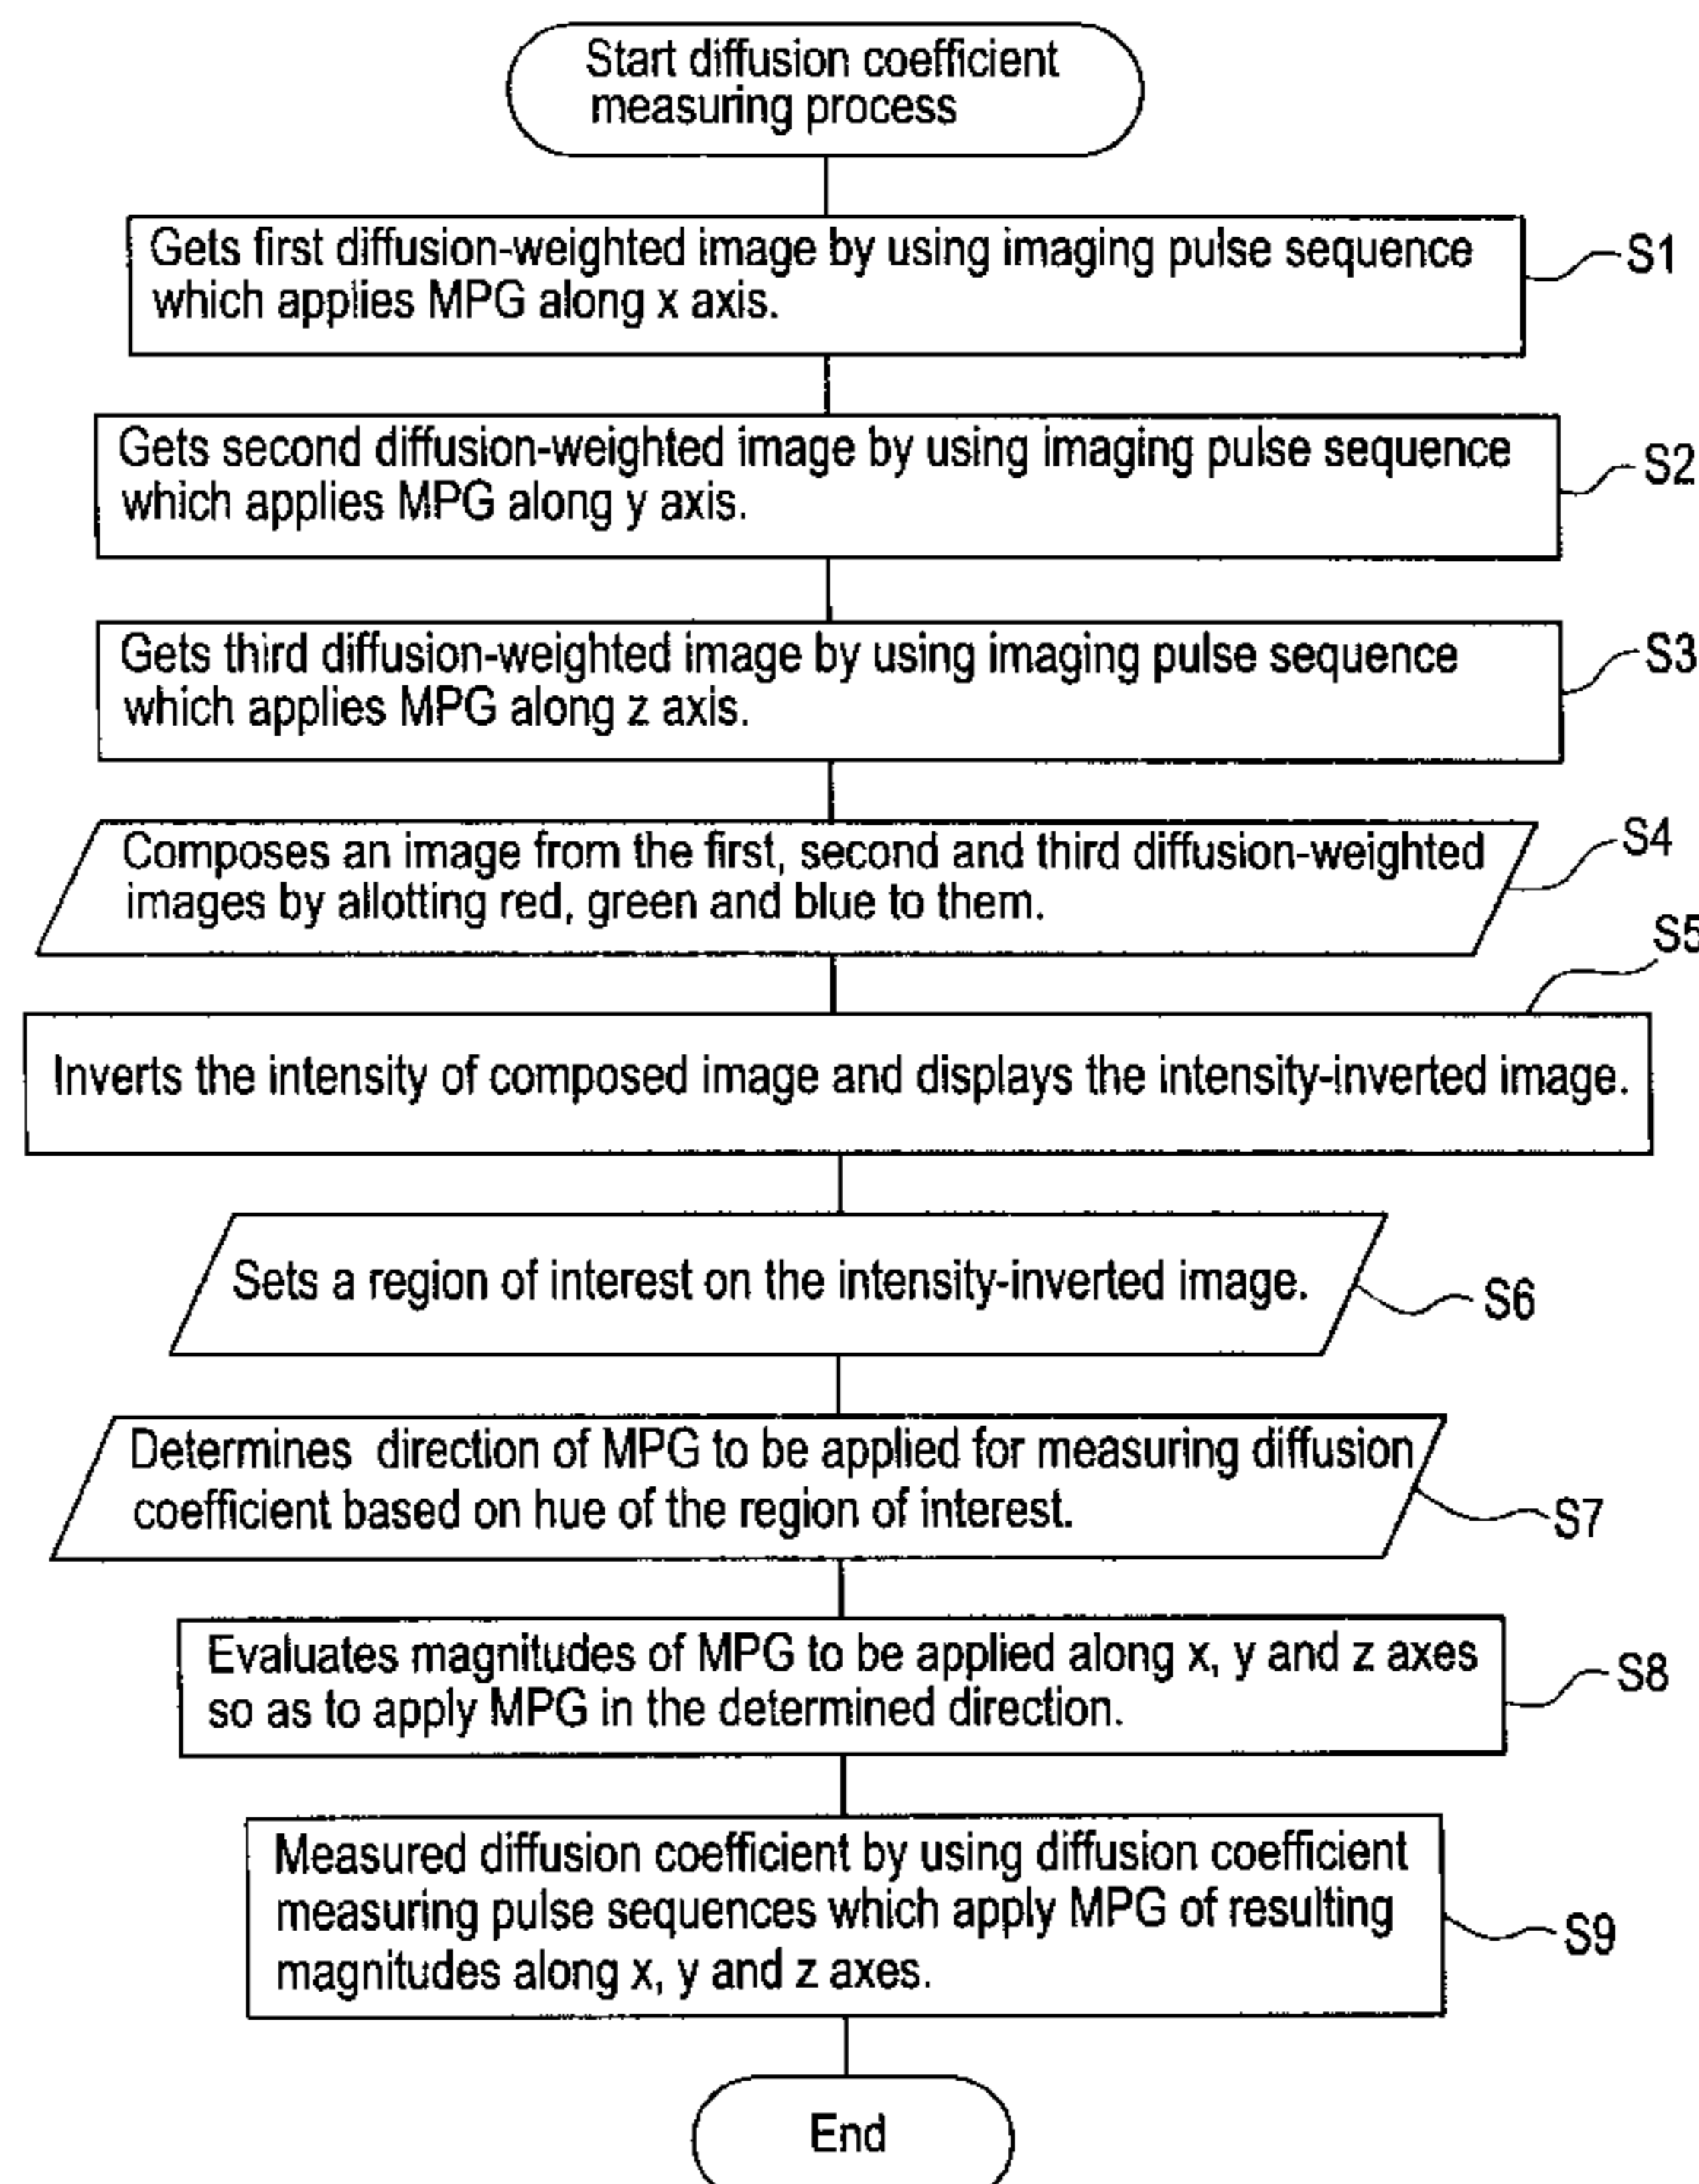 Start diffusion coefficient
measuring process
Gets first diffusion-weighted image by using imaging pulse sequence
which applies MPG along x axis.
S1
Gets second diffusion-weighted image by using imaging pulse sequence
which applies MPG along y axis.
S2
Gets third diffusion-weighted image by using imaging pulse sequence
which applies MPG along z axis.
S3
Composes an image from the first, second and third diffusion-weighted
images by allotting red, green and blue to them.
S4
S5
Inverts the intensity of composed image and displays the intensity-inverted image.
Sets a region of interest on the intensity-inverted image.
S6
Determines direction of MPG to be applied for measuring diffusion
coefficient based on hue of the region of interest.
S7
Evaluates magnitudes of MPG to be applied along x, y and z axes
so as to apply MPG in the determined direction.
S8
Measured diffusion coefficient by using diffusion coefficient
measuring pulse sequences which apply MPG of resulting
magnitudes along x, y and z axes.
S9
End